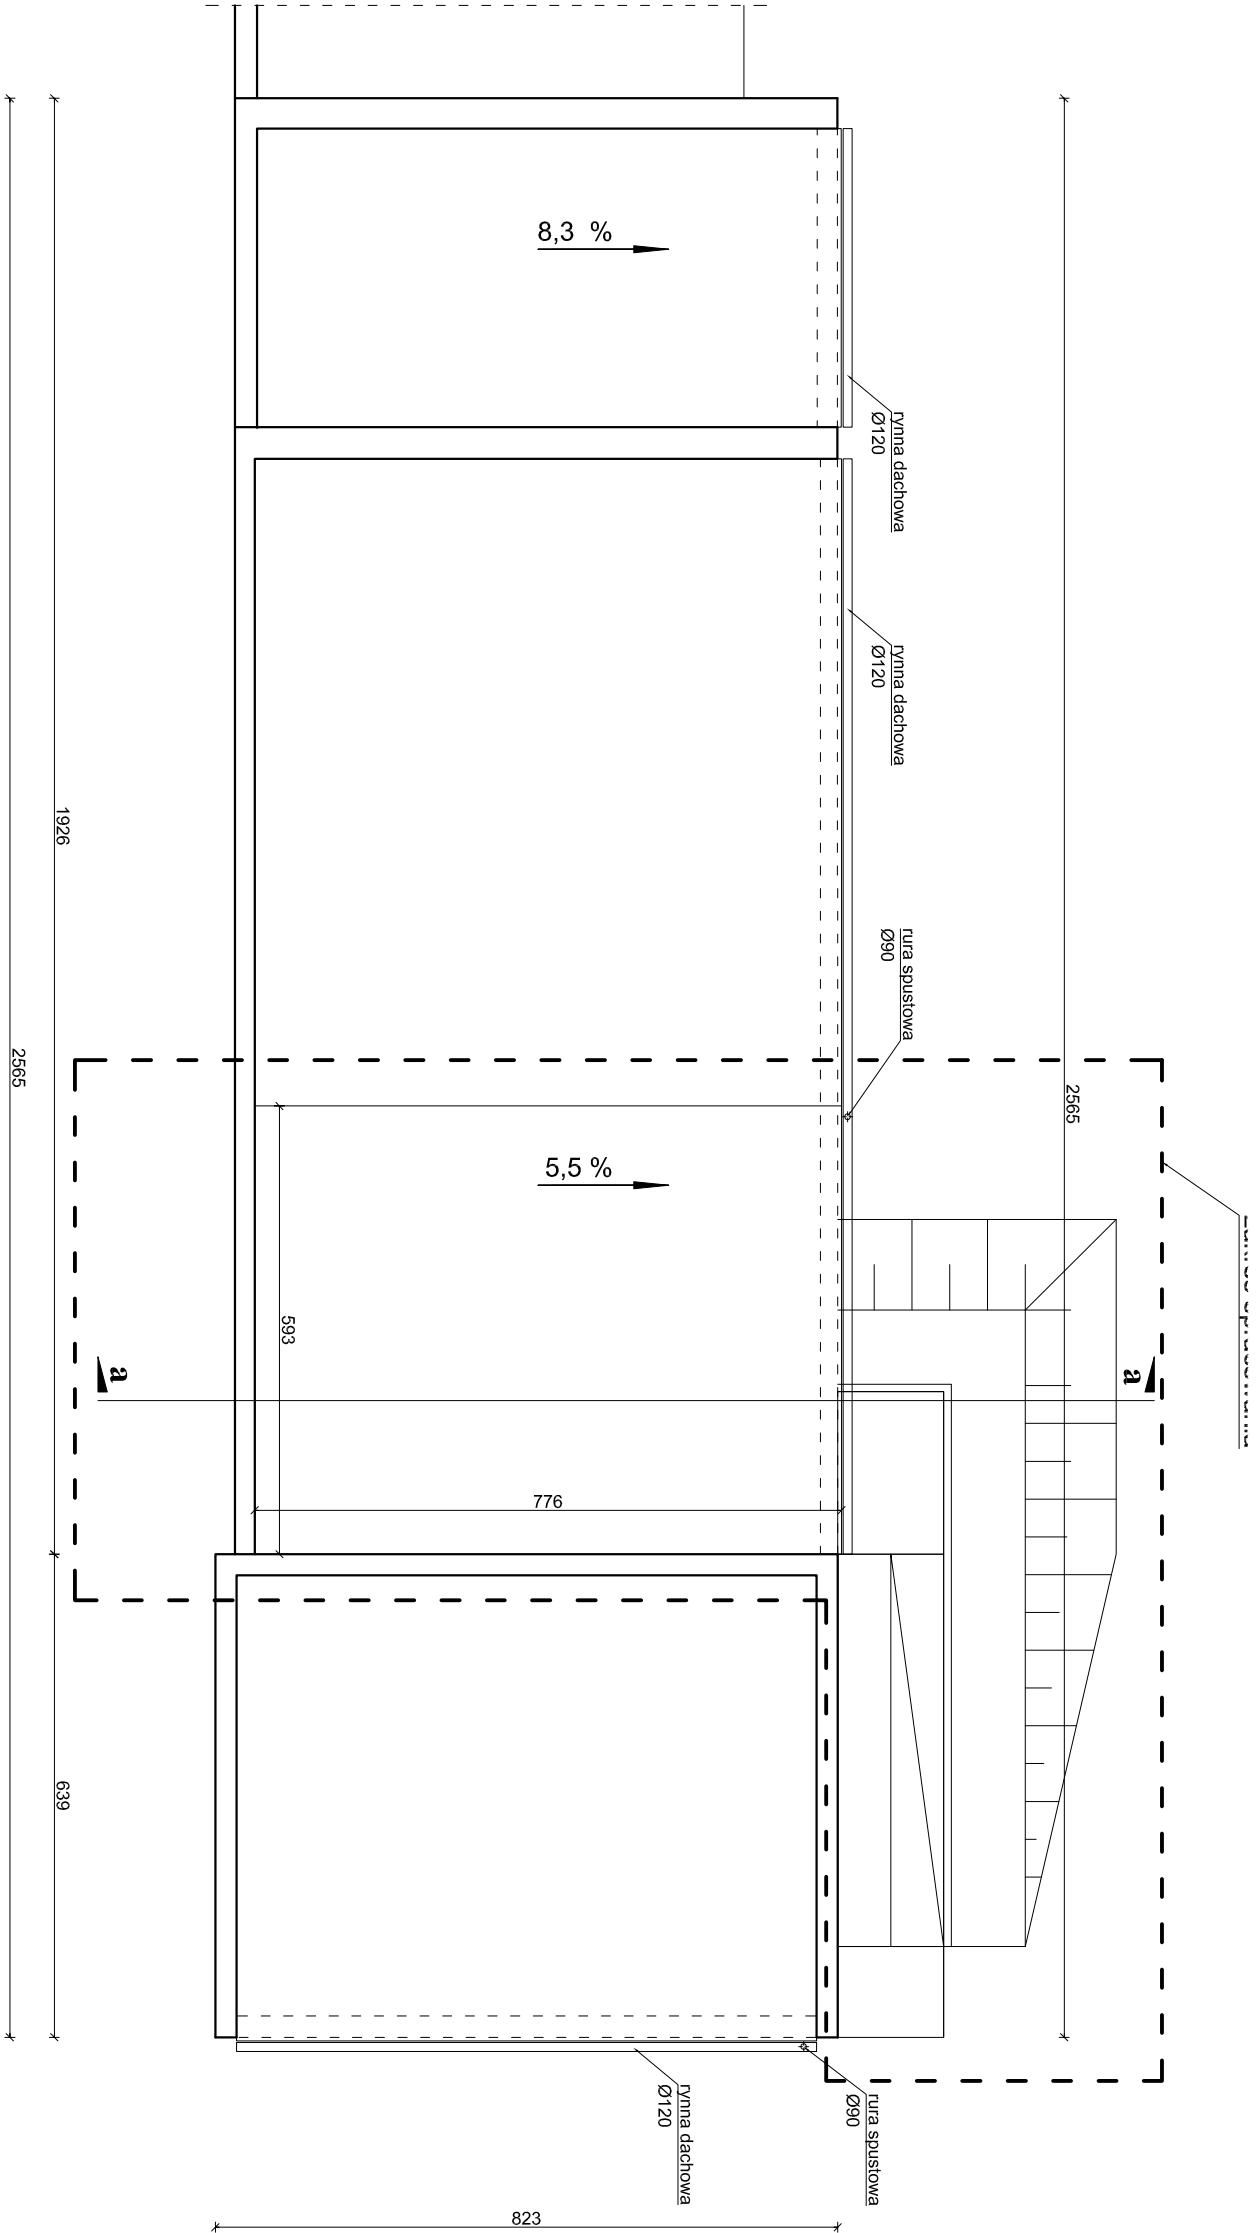 8,3 %
rynna dachowa
Ø120
rynna dachowa
Ø120
1926
rura spustowa
Ø90
2565
2565
5,5 %
593
a
a
776
639
rynna dachowa
Ø120
rura spustowa
Ø90
823